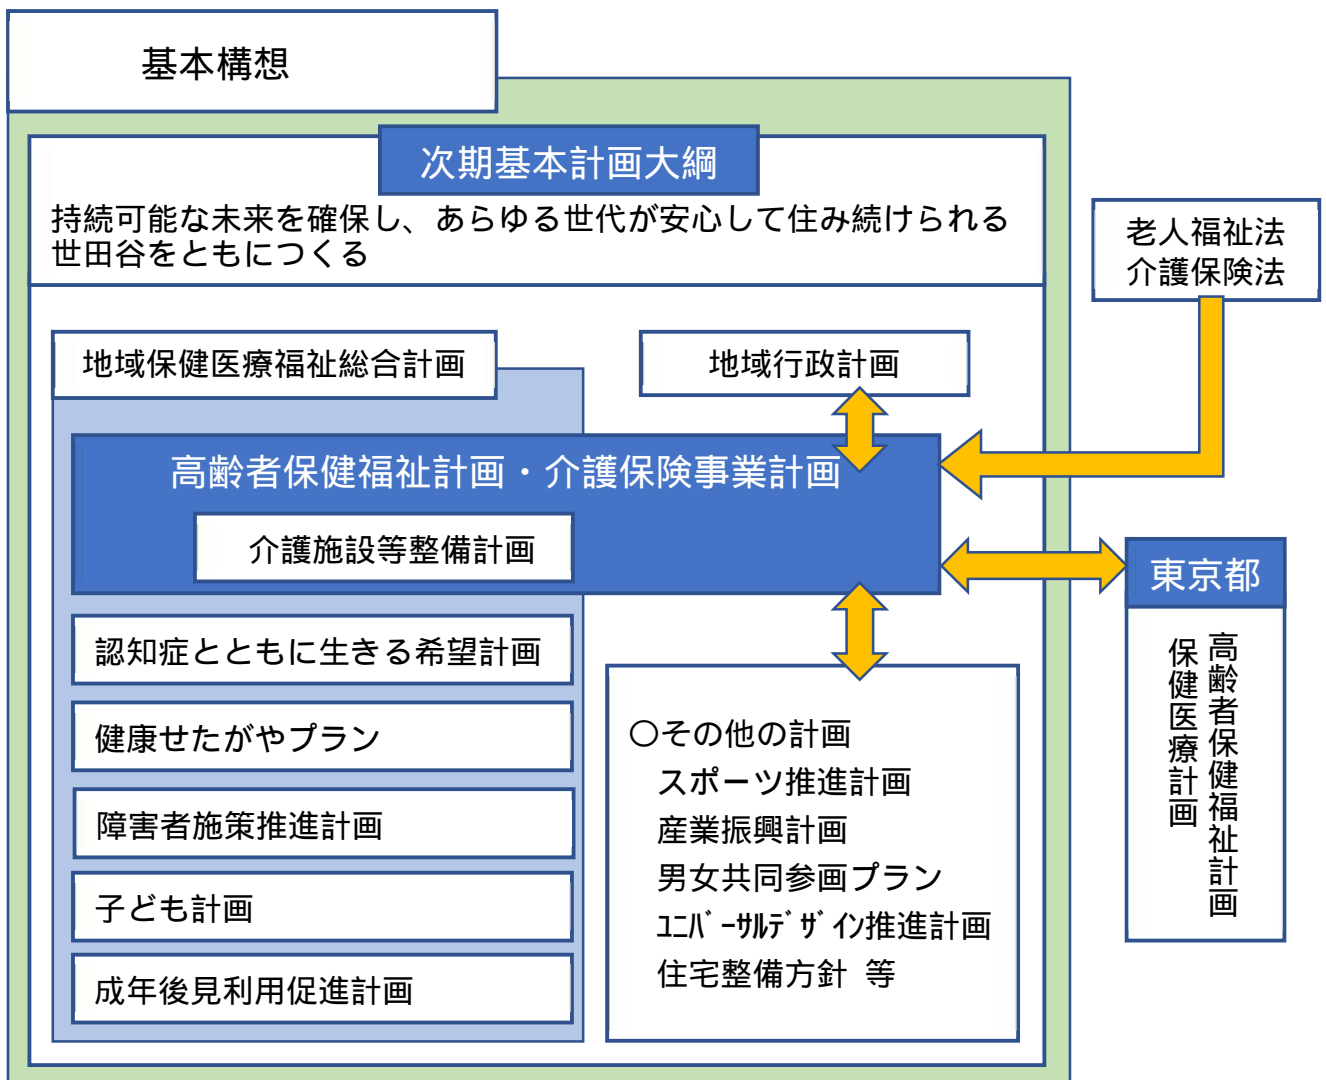 基本構想
次期基本計画大綱
持続可能な未来を確保し、あらゆる世代が安心して住み続けられる
世田谷をともにつくる
老人福祉法
介護保険法
地域保健医療福祉総合計画
地域行政計画
高齢者保健福祉計画・介護保険事業計画
介護施設等整備計画
東京都
高齢者保健福祉計画
保健医療計画
認知症とともに生きる希望計画
健康せたがやプラン
障害者施策推進計画
子ども計画
成年後見利用促進計画
〇その他の計画
スポーツ推進計画
産業振興計画
男女共同参画プラン
ﾕﾆﾊﾞｰｻﾙﾃﾞｻﾞｲﾝ推進計画
住宅整備方針 等